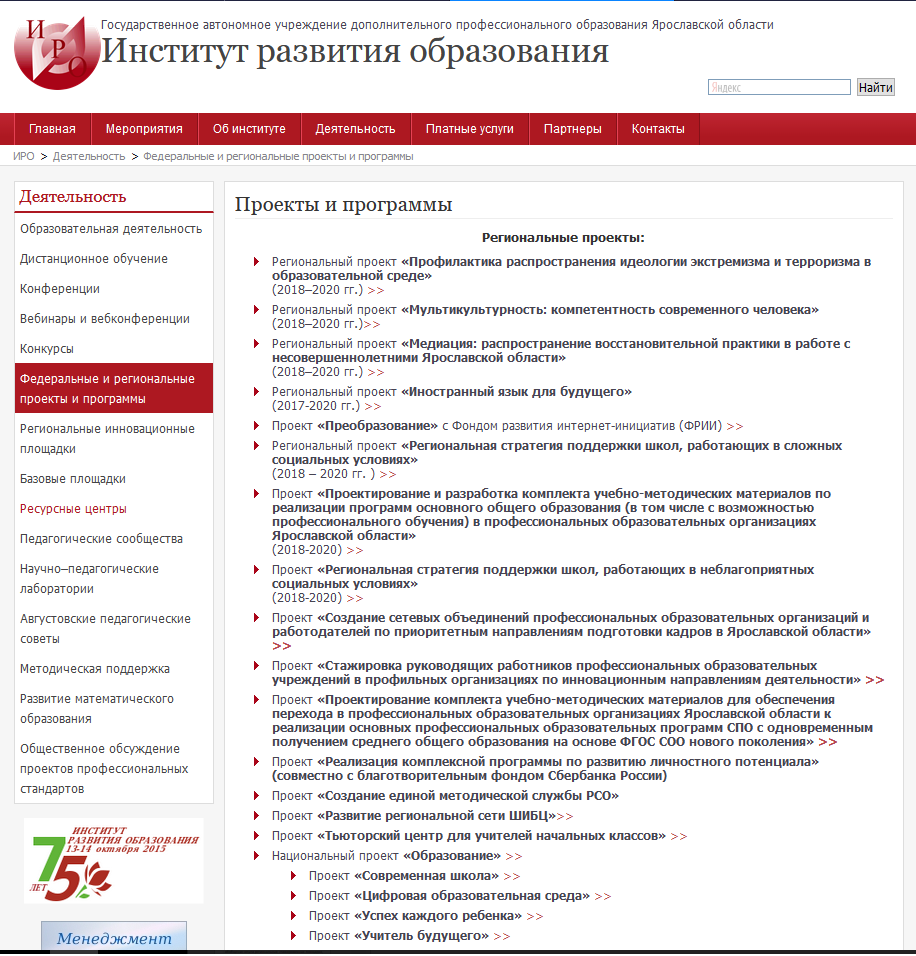 Государственное автономное учреждение дополнительного профессионального образования Ярославской области
ИРО
Институт развития образования
Яндекс
Найти
Главная
Мероприятия
Об институте
Деятельность
Платные услуги
Партнеры
Контакты
ИРО > Деятельность > Федеральные и региональные проекты и программы
Деятельность
Образовательная деятельность
Дистанционное обучение
Конференции
Вебинары и вебконференции
Конкурсы
Федеральные и региональные
проекты и программы
Региональные инновационные
площадки
Базовые площадки
Ресурсные центры
Педагогические сообщества
Научно–педагогические
лаборатории
Августовские педагогические
советы
Методическая поддержка
Развитие математического
образования
Общественное обсуждение
проектов профессиональных
стандартов
ИНСТИТУТ
РАЗВИТИЯ ОБРАЗОВАНИЯ
13-14 октября 2013
75
ЛЕТ
Менеджмент
Проекты и программы
Региональные проекты:
Региональный проект «Профилактика распространения идеологии экстремизма и терроризма в
образовательной среде»
(2018–2020 гг.) >>
Региональный проект «Мультикультурность: компетентность современного человека»
(2018–2020 гг.)>>
Региональный проект «Медиация: распространение восстановительной практики в работе с
несовершеннолетними Ярославской области»
(2018–2020 гг.) >>
Региональный проект «Иностранный язык для будущего»
(2017-2020 гг.) >>
Проект «Преобразование» с Фондом развития интернет-инициатив (ФРИИ) >>
Региональный проект «Региональная стратегия поддержки школ, работающих в сложных
социальных условиях»
(2018 – 2020 гг. ) >>
Проект «Проектирование и разработка комплекта учебно-методических материалов по
реализации программ основного общего образования (в том числе с возможностью
профессионального обучения) в профессиональных образовательных организациях
Ярославской области»
(2018-2020) >>
Проект «Региональная стратегия поддержки школ, работающих в неблагоприятных
социальных условиях»
(2018-2020) >>
Проект «Создание сетевых объединений профессиональных образовательных организаций и
работодателей по приоритетным направлениям подготовки кадров в Ярославской области»
>>
Проект «Стажировка руководящих работников профессиональных образовательных
учреждений в профильных организациях по инновационным направлениям деятельности» >>
Проект «Проектирование комплекта учебно-методических материалов для обеспечения
перехода в профессиональных образовательных организациях Ярославской области к
реализации основных профессиональных образовательных программ СПО с одновременным
получением среднего общего образования на основе ФГОС СОО нового поколения» >>
Проект «Реализация комплексной программы по развитию личностного потенциала»
(совместно с благотворительным фондом Сбербанка России)
Проект «Создание единой методической службы РСО»
Проект «Развитие региональной сети ШИБЦ»>>
Проект «Тьюторский центр для учителей начальных классов» >>
Национальный проект «Образование» >>
Проект «Современная школа» >>
Проект «Цифровая образовательная среда» >>
Проект «Успех каждого ребенка» >>
Проект «Учитель будущего» >>